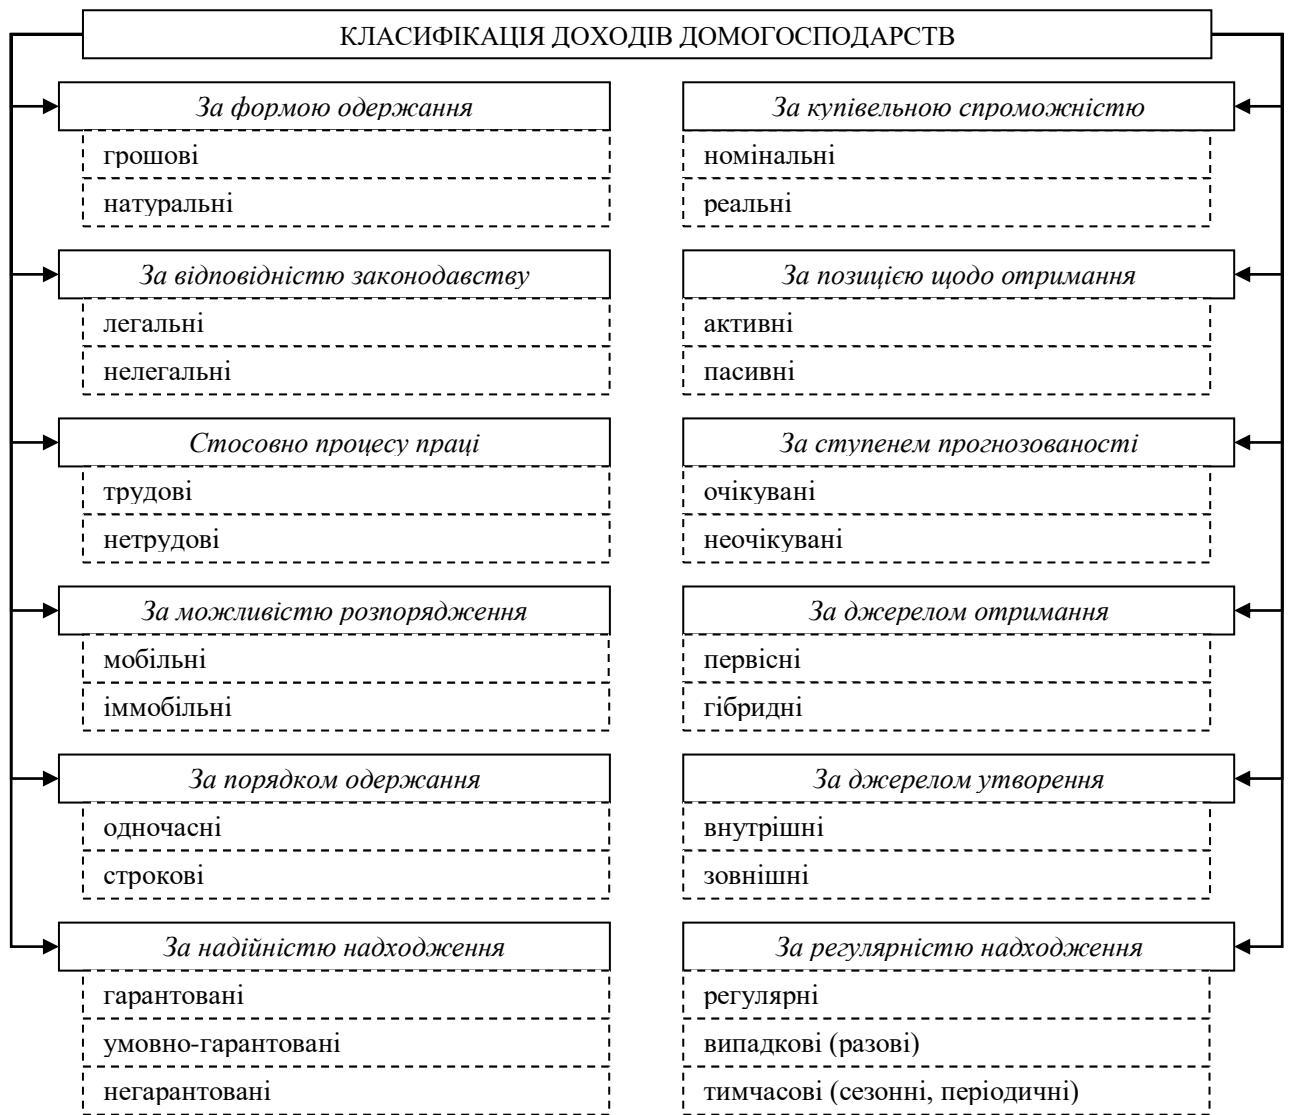 КЛАСИФІКАЦІЯ ДОХОДІВ ДОМОГОСПОДАРСТВ
За формою одержання
грошові
натуральні
За відповідністю законодавству
легальні
нелегальні
Стосовно процесу праці
трудові
нетрудові
За можливістю розпорядження
мобільні
іммобільні
За порядком одержання
одночасні
строкові
За надійністю надходження
гарантовані
умовно-гарантовані
негарантовані
За купівельною спроможністю
номінальні
реальні
За позицією щодо отримання
активні
пасивні
За ступенем прогнозованості
очікувані
неочікувані
За джерелом отримання
первісні
гібридні
За джерелом утворення
внутрішні
зовнішні
За регулярністю надходження
регулярні
випадкові (разові)
тимчасові (сезонні, періодичні)